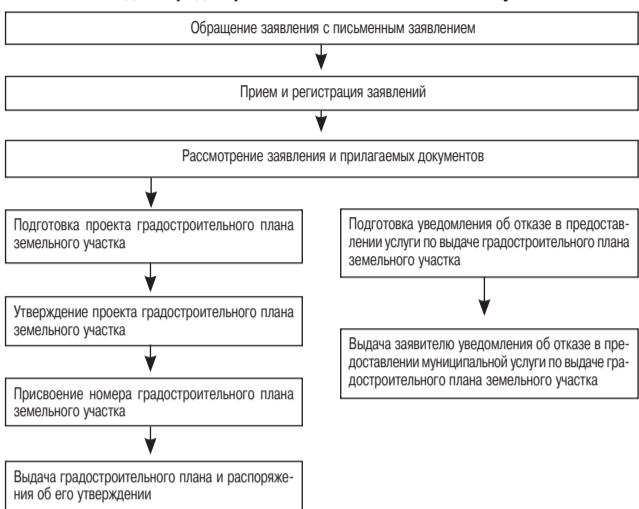 Обращение заявления с письменным заявлением
Прием и регистрация заявлений
Рассмотрение заявления и прилагаемых документов
Подготовка проекта градостроительного плана
земельного участка
Утверждение проекта градостроительного плана
земельного участка
Присвоение номера градостроительного плана
земельного участка
Выдача градостроительного плана и распоряже-
ния об его утверждении
Подготовка уведомления об отказе в предостав-
лении услуги по выдаче градостроительного плана
земельного участка
Выдача заявителю уведомления об отказе в пре-
доставлении муниципальной услуги по выдаче гра-
достроительного плана земельного участка